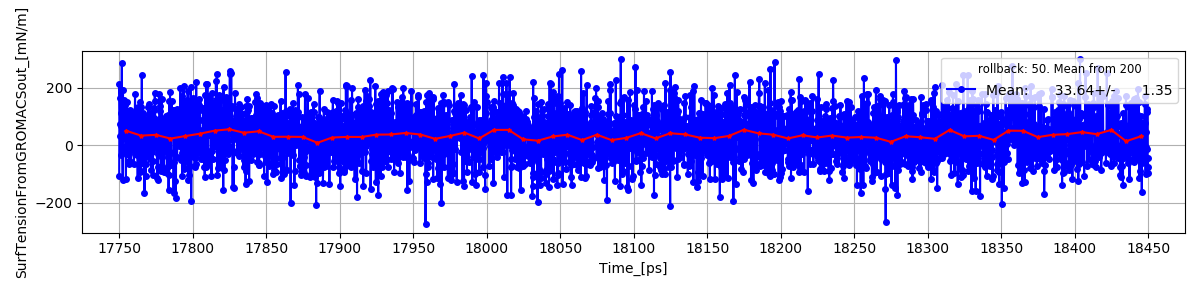 SurfTensionFromGROMACSout_[mN/m]
200
0
−200
rollback: 50. Mean from 200
Mean: 33.64+/- 1.35
17750 17800 17850 17900 17950 18000 18050 18100 18150 18200 18250 18300 18350 18400 18450
Time_[ps]